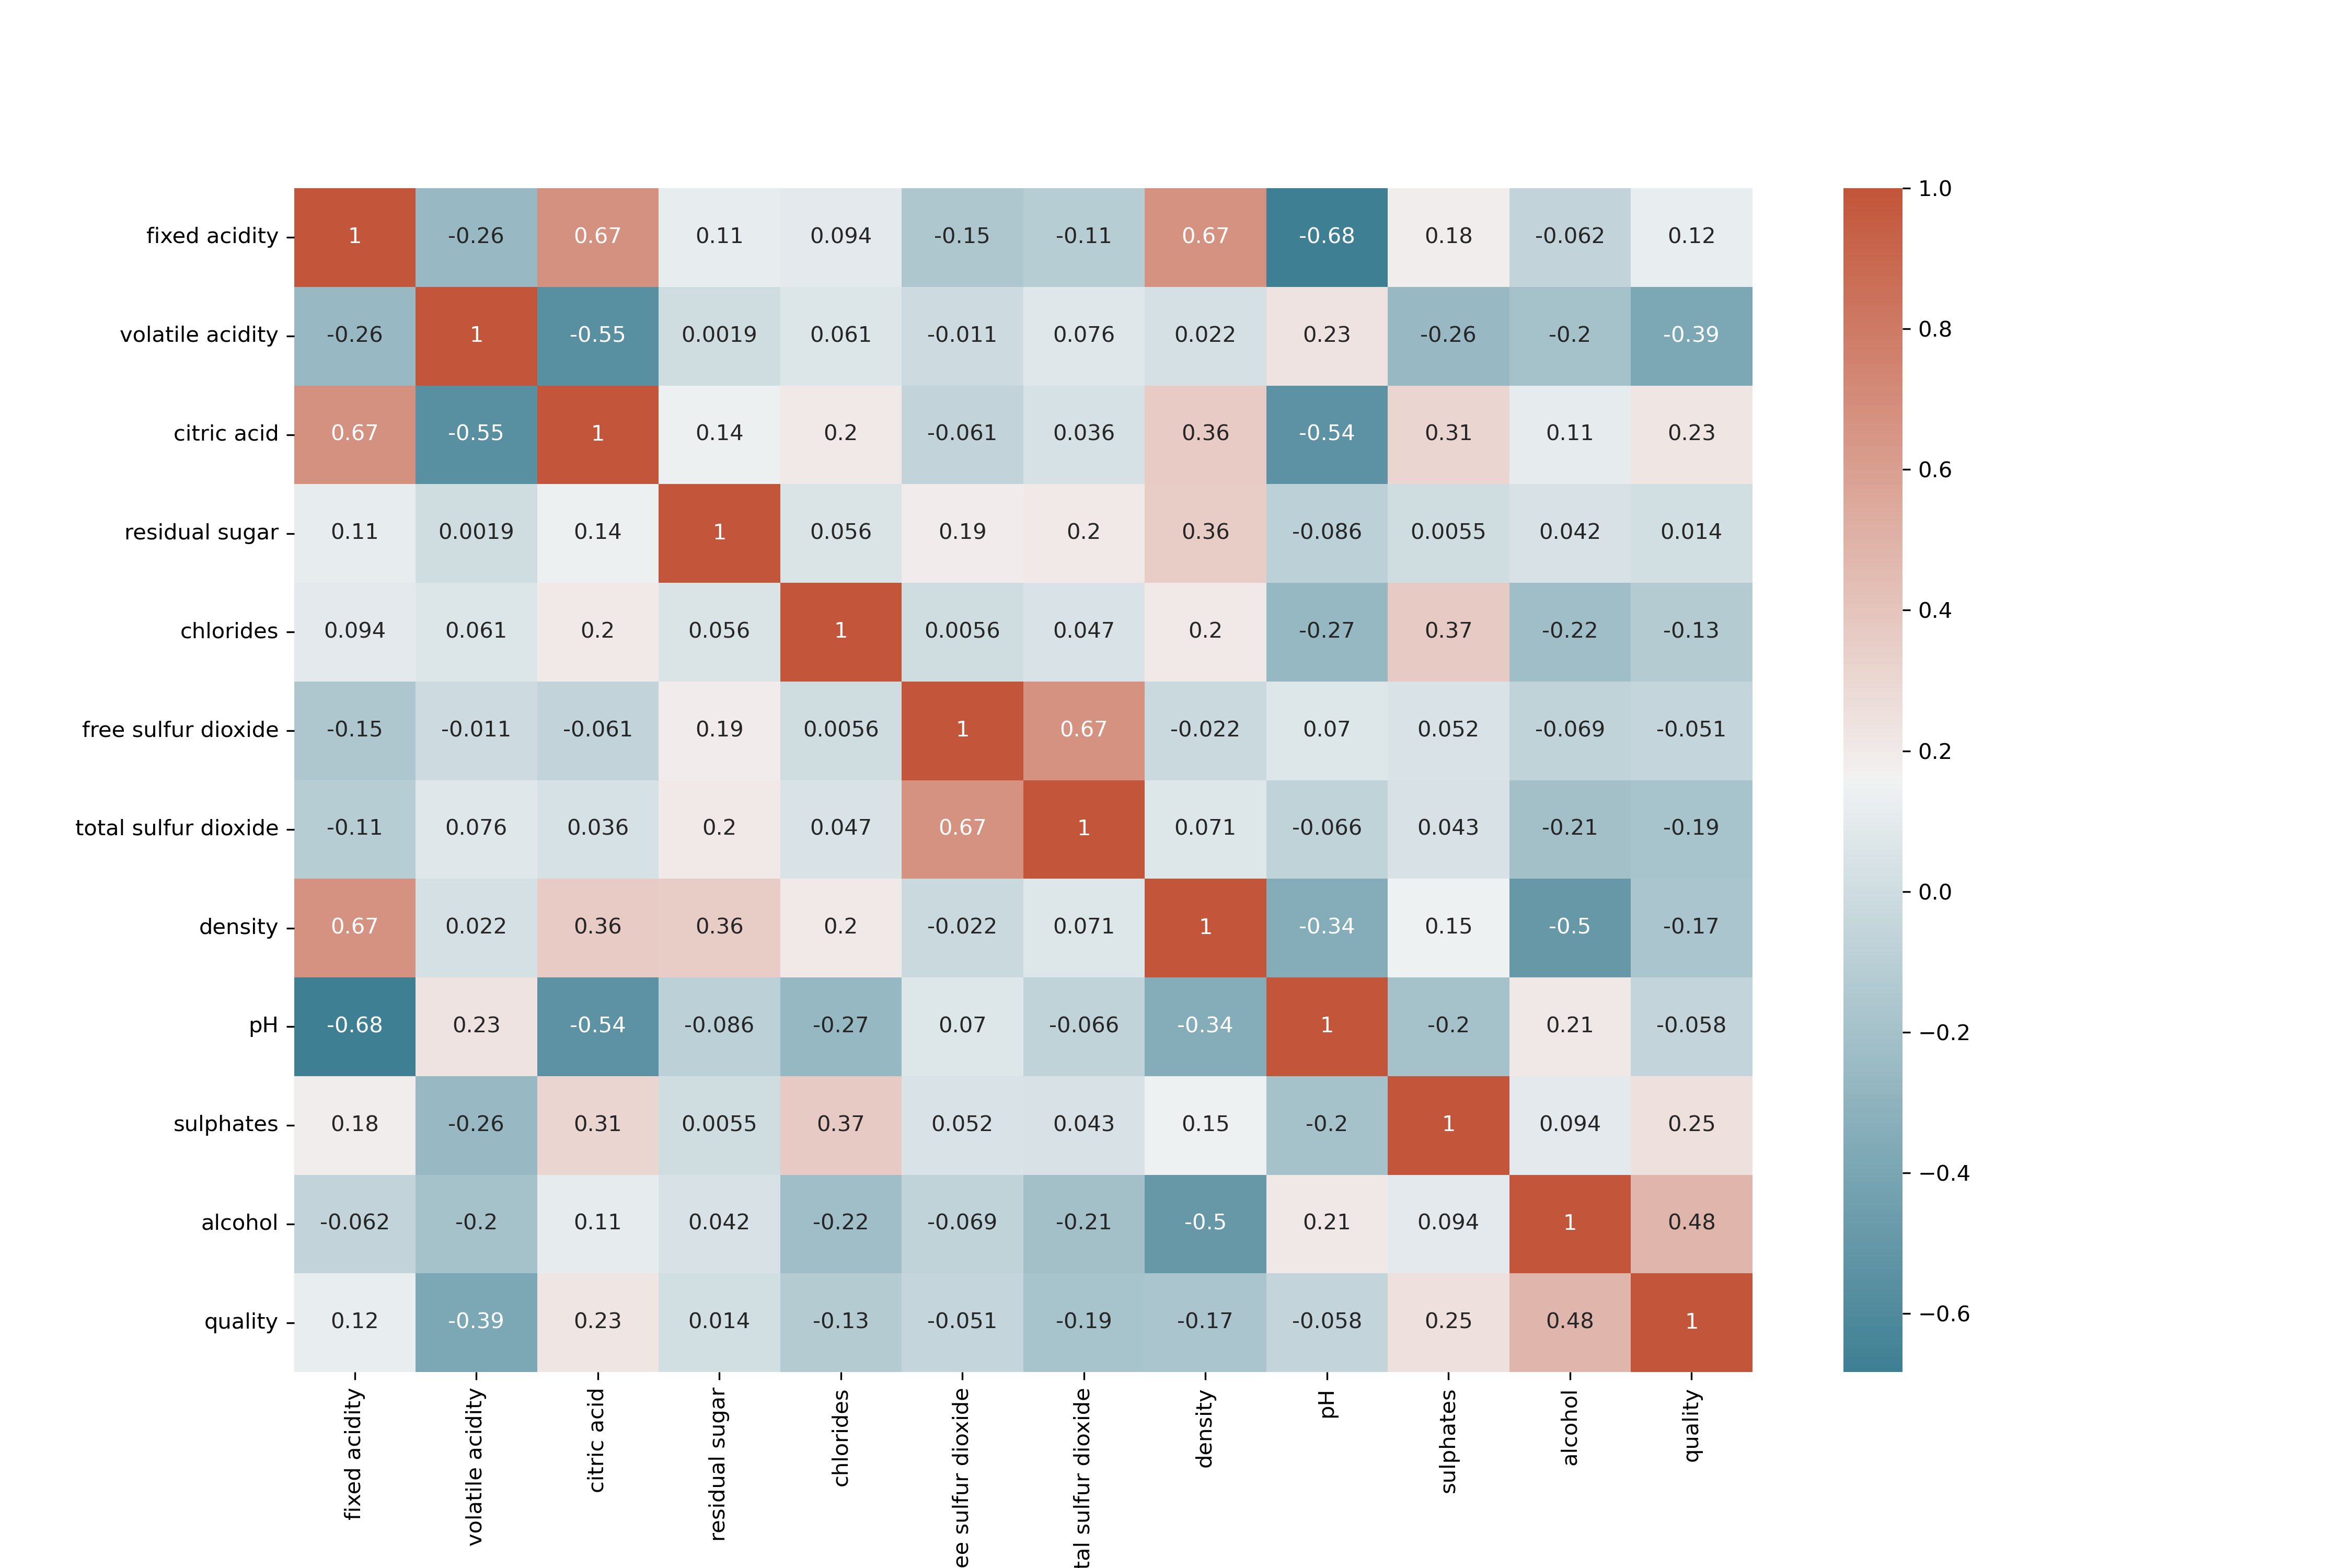 fixed acidity 1 -0.26 0.67 0.11 0.094 -0.15 -0.11 0.67 -0.68 0.18 -0.062 0.12
volatile acidity -0.26 1 -0.55 0.0019 0.061 -0.011 0.076 0.022 0.23 -0.26 -0.2 -0.39
citric acid 0.67 -0.55 1 0.14 0.2 -0.061 0.036 0.36 -0.54 0.31 0.11 0.23
residual sugar 0.11 0.0019 0.14 1 0.056 0.19 0.2 0.36 -0.086 0.0055 0.042 0.014
chlorides 0.094 0.061 0.2 0.056 1 0.0056 0.047 0.2 -0.27 0.37 -0.22 -0.13
free sulfur dioxide -0.15 -0.011 -0.061 0.19 0.0056 1 0.67 -0.022 0.07 0.052 -0.069 -0.051
total sulfur dioxide -0.11 0.076 0.036 0.2 0.047 0.67 1 0.071 -0.066 0.043 -0.21 -0.19
density 0.67 0.022 0.36 0.36 0.2 -0.022 0.071 1 -0.34 0.15 -0.5 -0.17
pH -0.68 0.23 -0.54 -0.086 -0.27 0.07 -0.066 -0.34 1 -0.2 0.21 -0.058
sulphates 0.18 -0.26 0.31 0.0055 0.37 0.052 0.043 0.15 -0.2 1 0.094 0.25
alcohol -0.062 -0.2 0.11 0.042 -0.22 -0.069 -0.21 -0.5 0.21 0.094 1 0.48
quality 0.12 -0.39 0.23 0.014 -0.13 -0.051 -0.19 -0.17 -0.058 0.25 0.48 1
fixed acidity
volatile acidity
citric acid
residual sugar
chlorides
ee sulfur dioxide
tal sulfur dioxide
density
pH
sulphates
alcohol
quality
1.0
0.8
0.6
0.4
0.2
0.0
−0.2
−0.4
−0.6